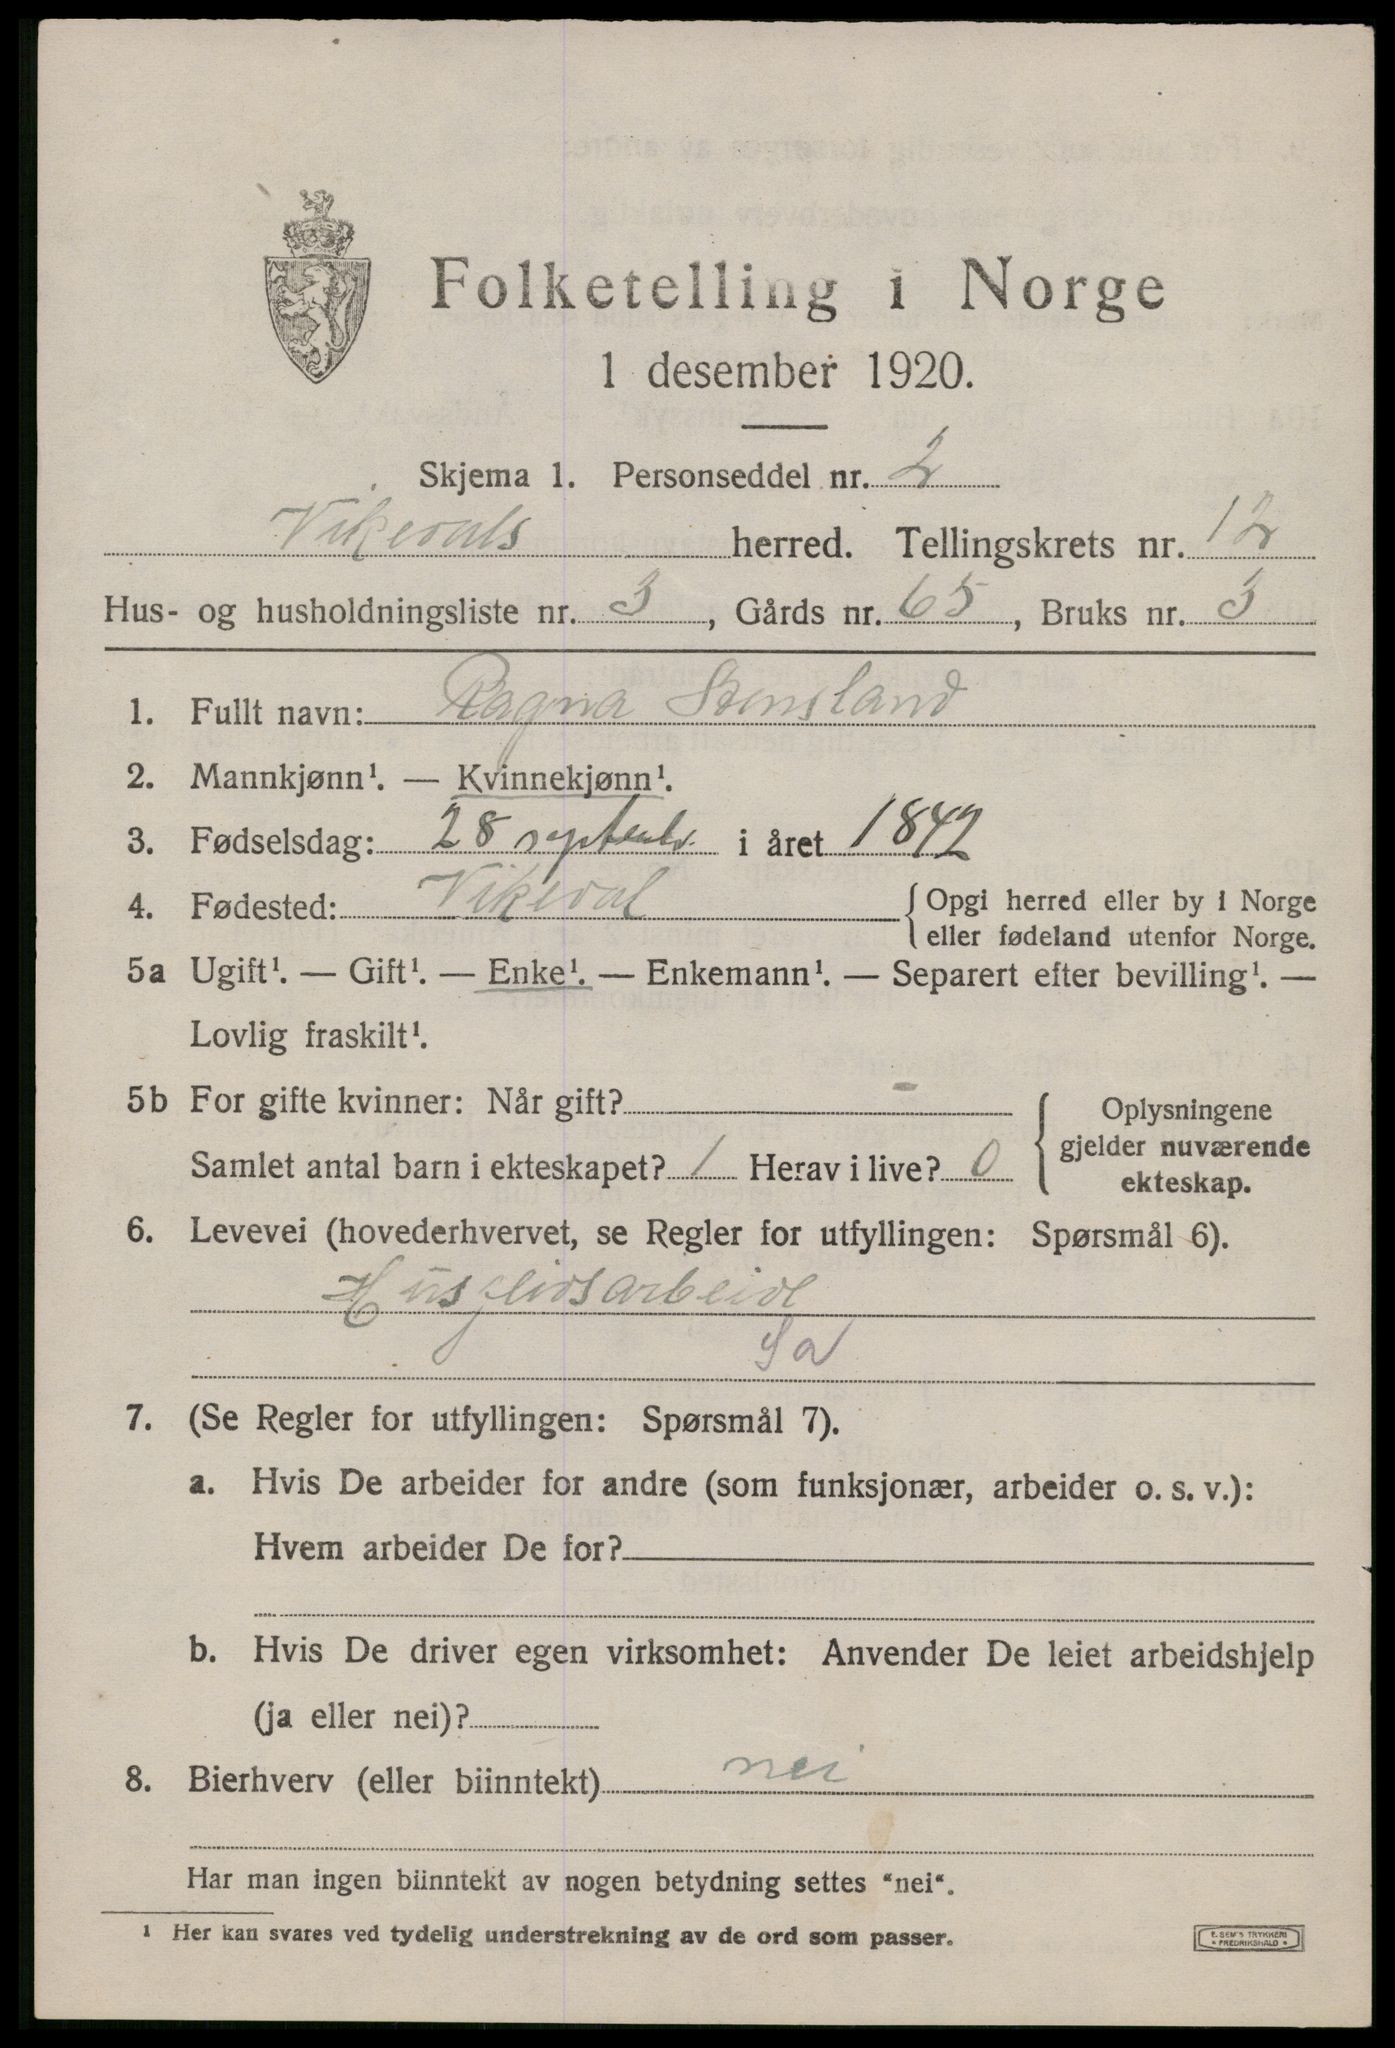 Folketelling i Norge
1 desember 1920.
Skjema 1. Personseddel nr. 2
Vikedals herred. Tellingskrets nr. 12
Hus- og husholdningsliste nr. 3, Gårds nr. 65, Bruks nr. 3
1. Fullt navn: Ragna Stensland
2. Mannkjønn¹. — Kvinnekjønn¹.
3. Fødselsdag: 28 septembr. i året 1842
4. Fødested: Vikedal {Opgi herred eller by i Norge
eller fødeland utenfor Norge.
5a Ugift¹. — Gift¹. — Enke¹. — Enkemann¹. — Separert efter bevilling¹. —
Lovlig fraskilt¹.
5b For gifte kvinner: Når gift? -
Samlet antal barn i ekteskapet? 1 Herav i live? 0
{Oplysningene
gjelder nuværende
ekteskap.
6. Levevei (hovederhvervet, se Regler for utfyllingen: Spørsmål 6).
Husflidsarbeide
7. (Se Regler for utfyllingen: Spørsmål 7).
a. Hvis De arbeider for andre (som funksjonær, arbeider o. s. v.):
Hvem arbeider De for?
b. Hvis De driver egen virksomhet: Anvender De leiet arbeidshjelp
(ja eller nei)?
8. Bierhverv (eller biinntekt) nei
Har man ingen biinntekt av nogen betydning settes "nei".
¹ Her kan svares ved tydelig understrekning av de ord som passer.
E. SEM'S TRYKKERI
• FREDRIKSHALD •